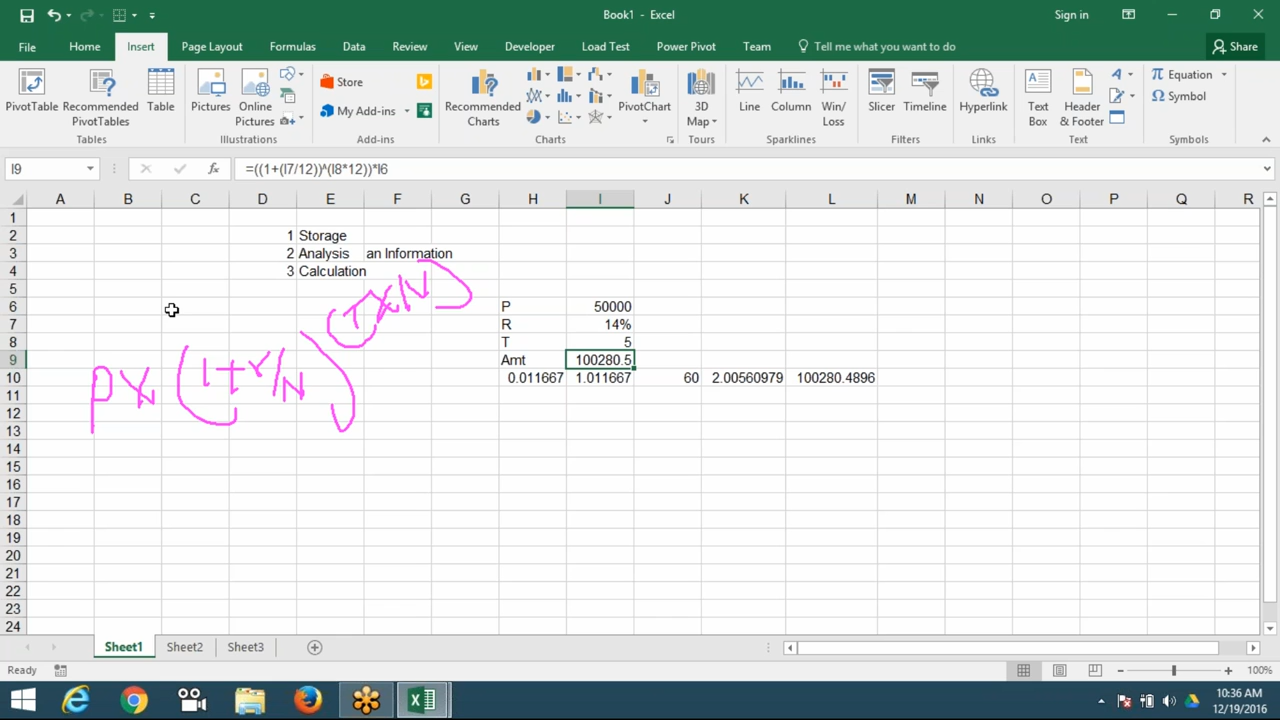 Book1 - Excel
Sign in
File Home Insert Page Layout Formulas Data Review View Developer Load Test Power Pivot Team Tell me what you want to do Share
PivotTable Recommended PivotTables Table
Tables
Pictures Online Pictures
Illustrations
Store
My Add-ins
Add-ins
Recommended Charts PivotChart
Charts
3D Map
Tours
Line Column Win/Loss
Sparklines
Slicer Timeline
Filters
Hyperlink
Links
Text Box Header & Footer
Text
Equation
Symbol
Symbols
I9 fx =((1+(I7/12))^(I8*12))*I6
A B C D E F G H I J K L M N O P Q R
1
2 1 Storage
3 2 Analysis an Information
4 3 Calculation
5
6 P 50000
7 R 14%
8 T 5
9 Amt 100280.5
10 0.011667 1.011667 60 2.00560979 100280.4896
11
12
13
14
15
16
17
18
19
20
21
22
23
24
P X (1+r/N) (TX/N)
Sheet1 Sheet2 Sheet3
Ready 100%
10:36 AM
12/19/2016